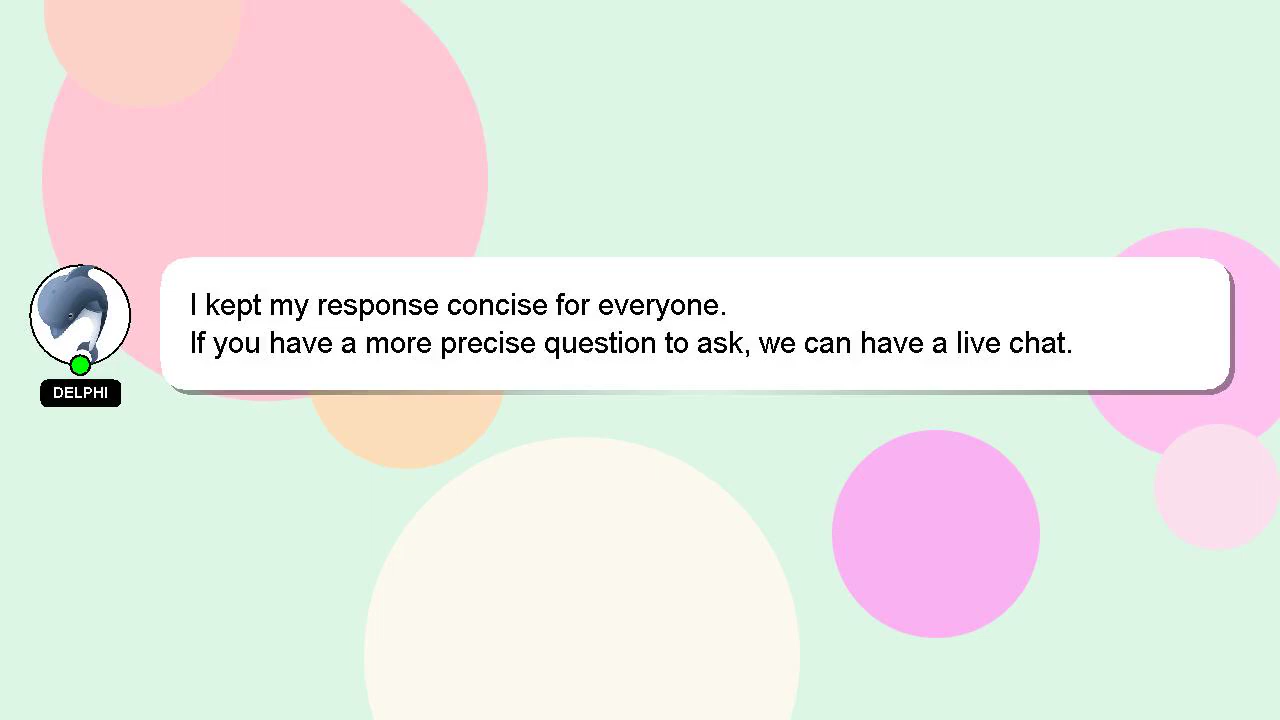 I kept my response concise for everyone.
If you have a more precise question to ask, we can have a live chat.
DELPHI